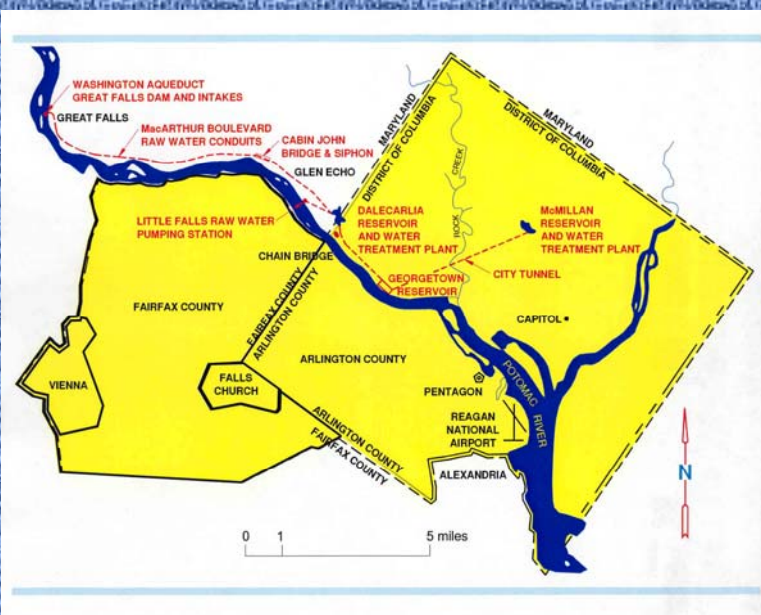 WASHINGTON AQUEDUCT
GREAT FALLS DAM AND INTAKES
GREAT FALLS
MacARTHUR BOULEVARD
RAW WATER CONDUITS
CABIN JOHN
BRIDGE & SIPHON
GLEN ECHO
MARYLAND
DISTRICT OF COLUMBIA
MARYLAND
DISTRICT OF COLUMBIA
ROCK CREEK
LITTLE FALLS RAW WATER
PUMPING STATION
DALECARLIA
RESERVOIR
AND WATER
TREATMENT PLANT
McMILLAN
RESERVOIR
AND WATER
TREATMENT PLANT
CHAIN BRIDGE
CITY TUNNEL
GEORGETOWN
RESERVOIR
FAIRFAX COUNTY
FAIRFAX COUNTY
ARLINGTON COUNTY
CAPITOL
ARLINGTON COUNTY
VIENNA
FALLS
CHURCH
PENTAGON
POTOMAC RIVER
REAGAN
NATIONAL
AIRPORT
ARLINGTON COUNTY
FAIRFAX COUNTY
ALEXANDRIA
N
0 1 5 miles